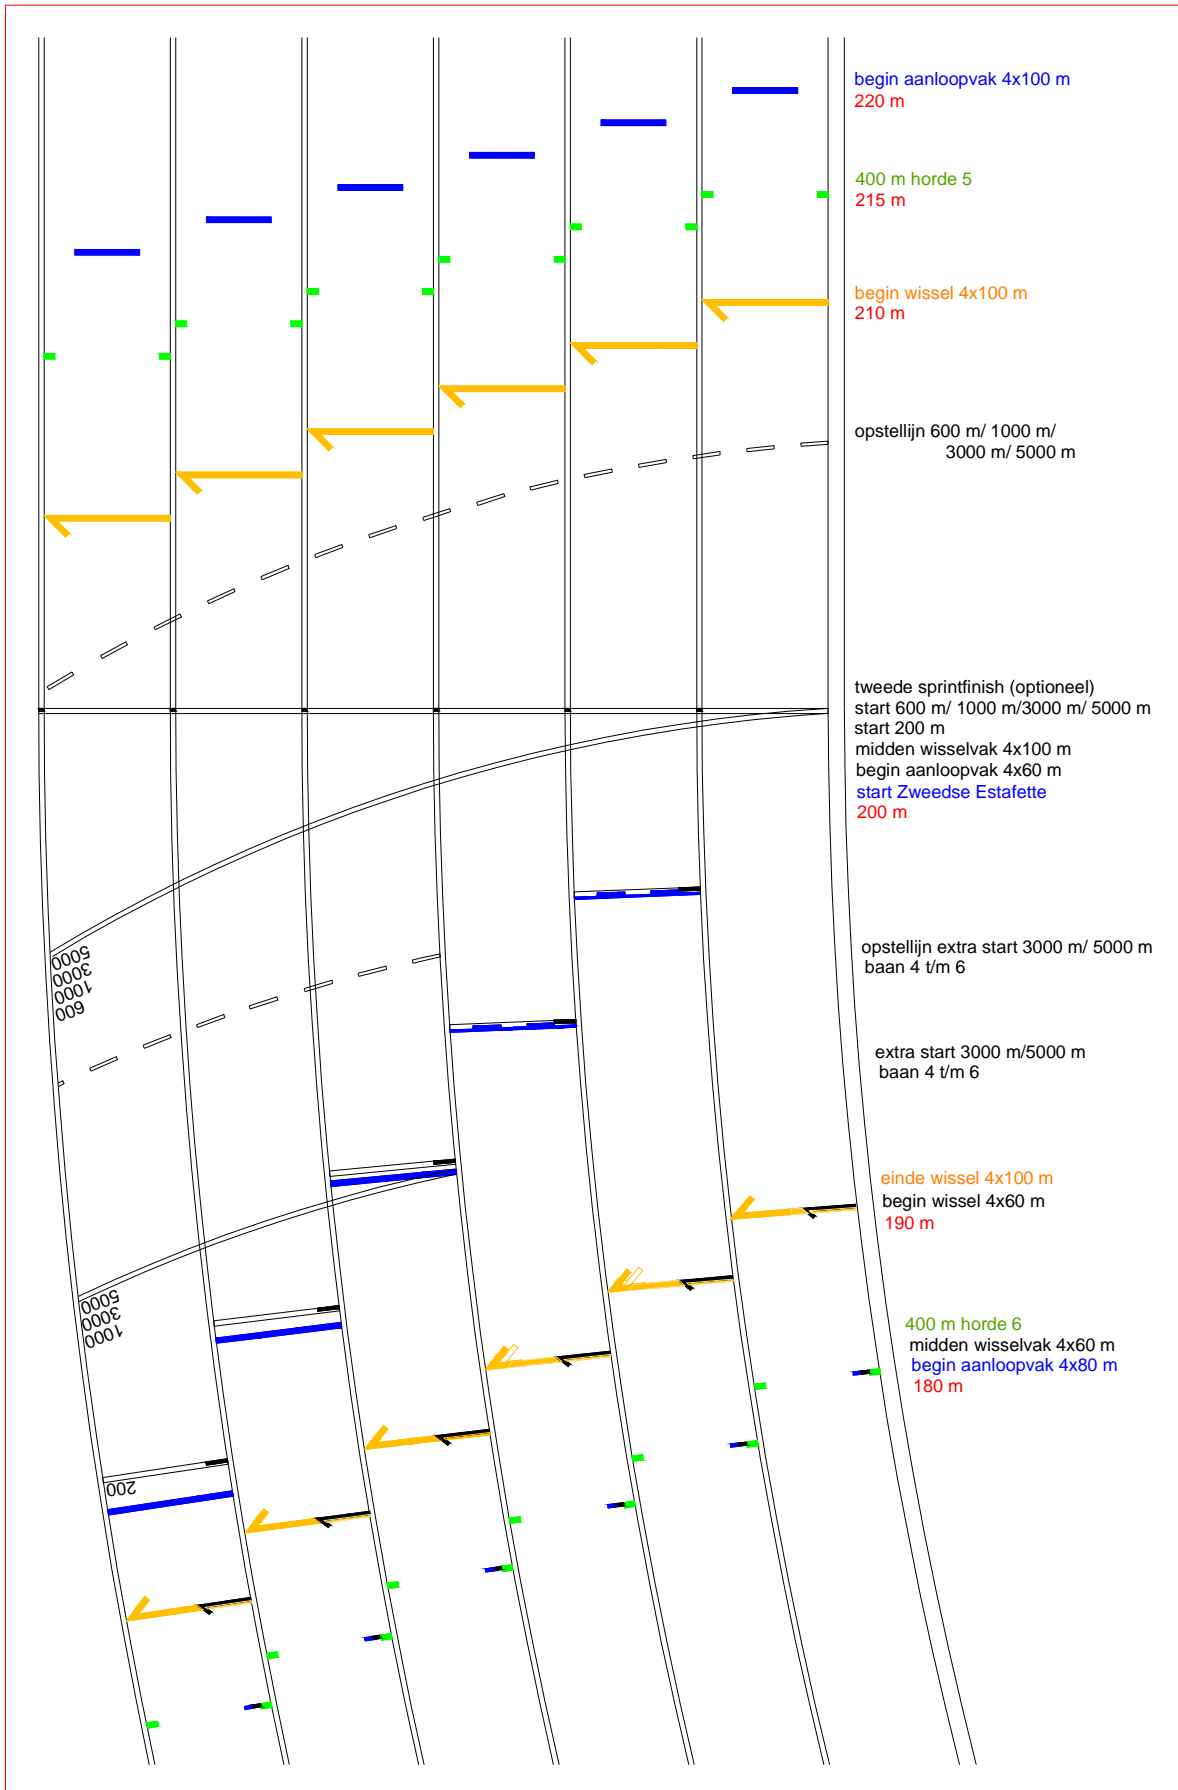 begin aanloopvak 4x100 m
220 m
400 m horde 5
215 m
begin wissel 4x100 m
210 m
opstellijn 600 m/ 1000 m/
3000 m/ 5000 m
tweede sprintfinish (optioneel)
start 600 m/ 1000 m/3000 m/ 5000 m
start 200 m
midden wisselvak 4x100 m
begin aanloopvak 4x60 m
start Zweedse Estafette
200 m
5000
3000
1000
600
opstellijn extra start 3000 m/ 5000 m
baan 4 t/m 6
extra start 3000 m/5000 m
baan 4 t/m 6
einde wissel 4x100 m
begin wissel 4x60 m
190 m
5000
3000
1000
400 m horde 6
midden wisselvak 4x60 m
begin aanloopvak 4x80 m
180 m
200